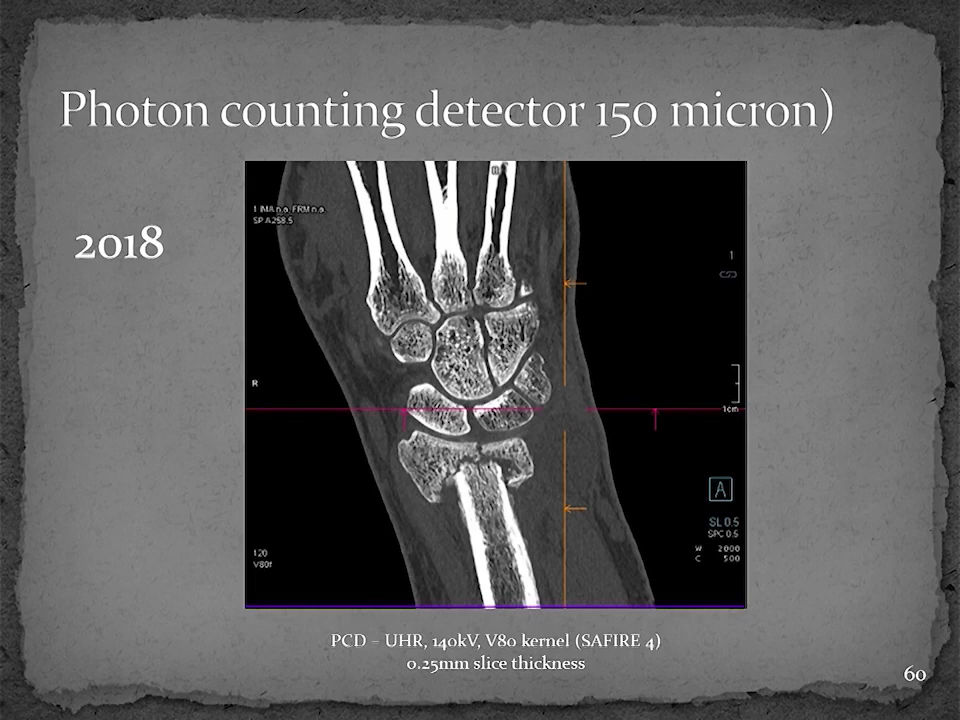 Photon counting detector 150 micron)
2018
1 IMA n.a. FRM n.a.
SP A258.5
1
R
1cm
A
SL 0.5
SPC 0.5
W 2000
C 500
120
V80f
PCD – UHR, 140kV, V80 kernel (SAFIRE 4)
0.25mm slice thickness
60